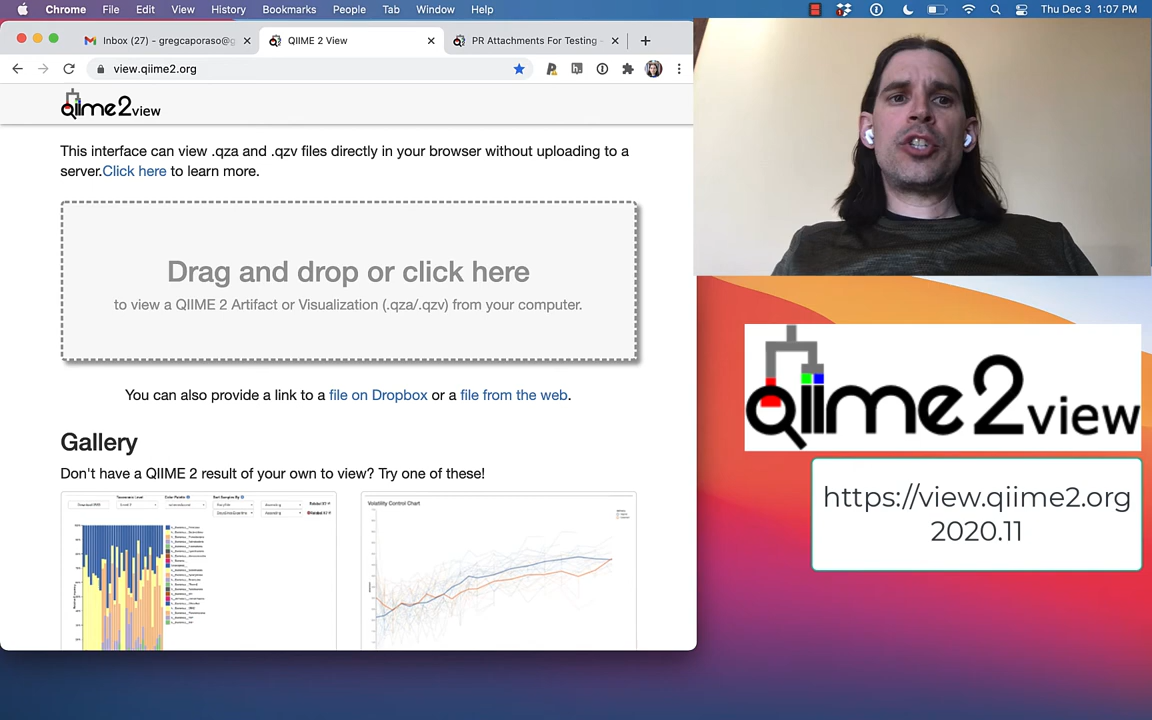 Chrome File Edit View History Bookmarks People Tab Window Help Thu Dec 3 1:07 PM
Inbox (27) - gregcaporaso@g
QIIME 2 View
PR Attachments For Testing -
view.qiime2.org
qiime2view
This interface can view .qza and .qzv files directly in your browser without uploading to a
server.Click here to learn more.
Drag and drop or click here
to view a QIIME 2 Artifact or Visualization (.qza/.qzv) from your computer.
You can also provide a link to a file on Dropbox or a file from the web.
Gallery
Don't have a QIIME 2 result of your own to view? Try one of these!
Volatility Control Chart
qiime2view
https://view.qiime2.org
2020.11